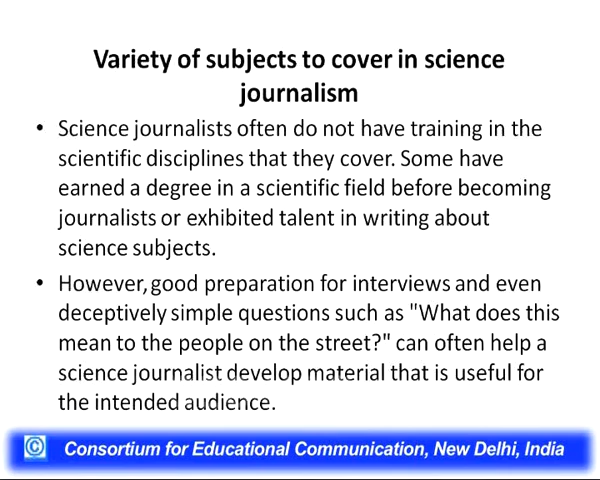 Variety of subjects to cover in science
journalism
• Science journalists often do not have training in the
scientific disciplines that they cover. Some have
earned a degree in a scientific field before becoming
journalists or exhibited talent in writing about
science subjects.
• However, good preparation for interviews and even
deceptively simple questions such as "What does this
mean to the people on the street?" can often help a
science journalist develop material that is useful for
the intended audience.
© Consortium for Educational Communication, New Delhi, India